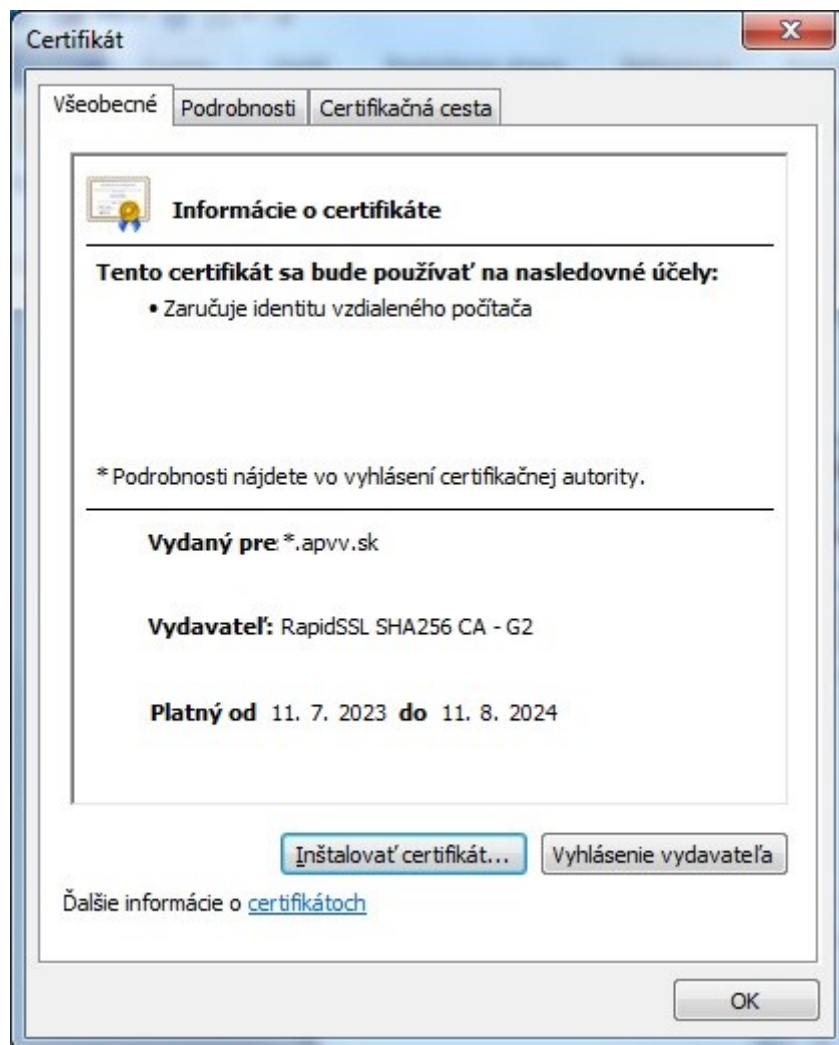 Certifikát
Všeobecné Podrobnosti Certifikačná cesta
Informácie o certifikáte
Tento certifikát sa bude používať na nasledovné účely:
• Zaručuje identitu vzdialeného počítača
* Podrobnosti nájdete vo vyhlásení certifikačnej autority.
Vydaný pre: *.apvv.sk
Vydavateľ: RapidSSL SHA256 CA - G2
Platný od 11. 7. 2023 do 11. 8. 2024
Inštalovať certifikát... Vyhlásenie vydavateľa
Ďalšie informácie o certifikátoch
OK